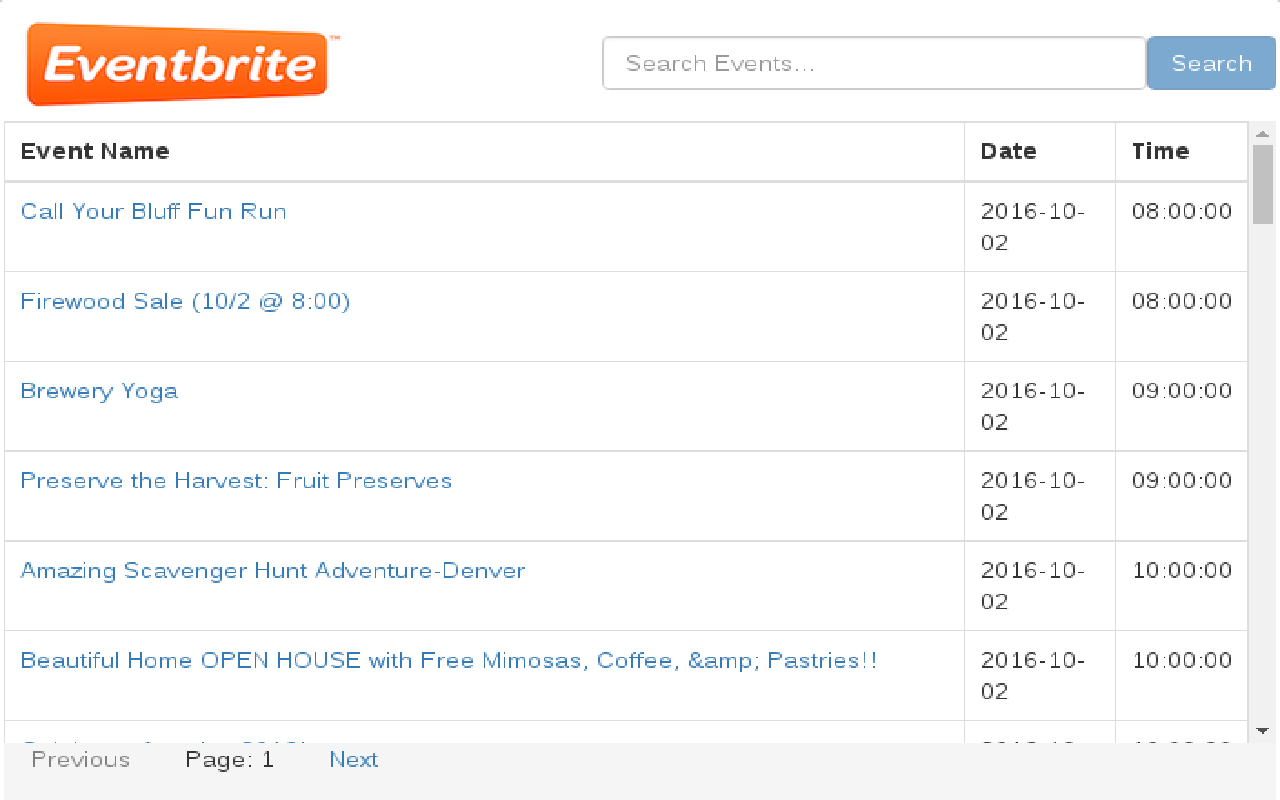 Eventbrite™
Search Events...
Search
Event Name Date Time
Call Your Bluff Fun Run 2016-10- 08:00:00
02
Firewood Sale (10/2 @ 8:00) 2016-10- 08:00:00
02
Brewery Yoga 2016-10- 09:00:00
02
Preserve the Harvest: Fruit Preserves 2016-10- 09:00:00
02
Amazing Scavenger Hunt Adventure-Denver 2016-10- 10:00:00
02
Beautiful Home OPEN HOUSE with Free Mimosas, Coffee, &amp; Pastries!! 2016-10- 10:00:00
02
Previous Page: 1 Next